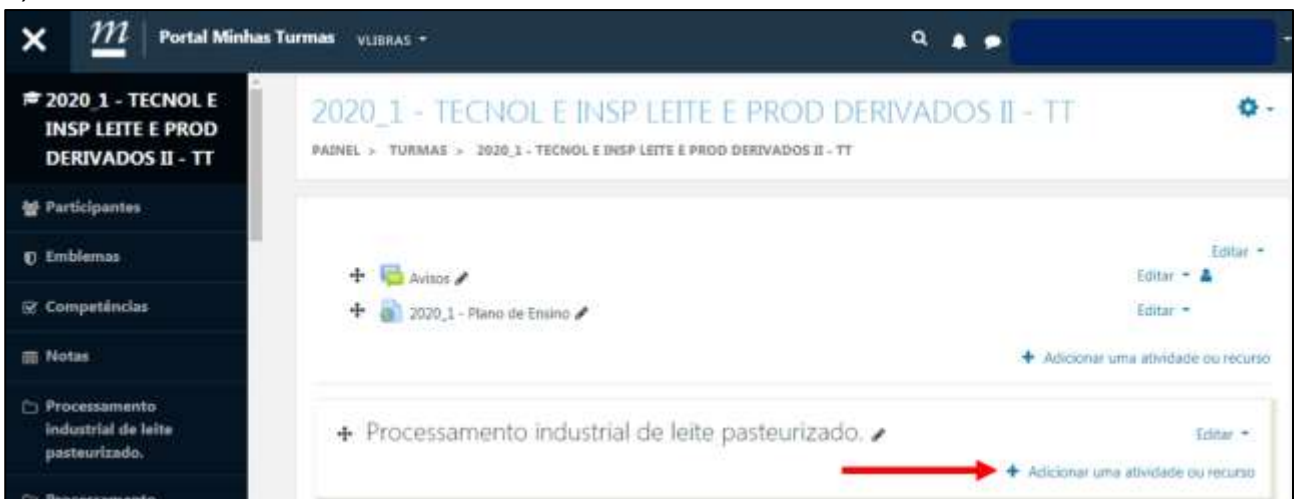 m Portal Minhas Turmas VLIBRAS
2020_1 - TECNOL E
INSP LEITE E PROD
DERIVADOS II - TT
Participantes
Emblemas
Competências
Notas
Processamento
industrial de leite
pasteurizado.
2020_1 - TECNOL E INSP LEITE E PROD DERIVADOS II - TT
PAINEL > TURMAS > 2020_1 - TECNOL E INSP LEITE E PROD DERIVADOS II - TT
Editar
Avisos Editar
2020_1 - Plano de Ensino Editar
Adicionar uma atividade ou recurso
Processamento industrial de leite pasteurizado. Editar
Adicionar uma atividade ou recurso